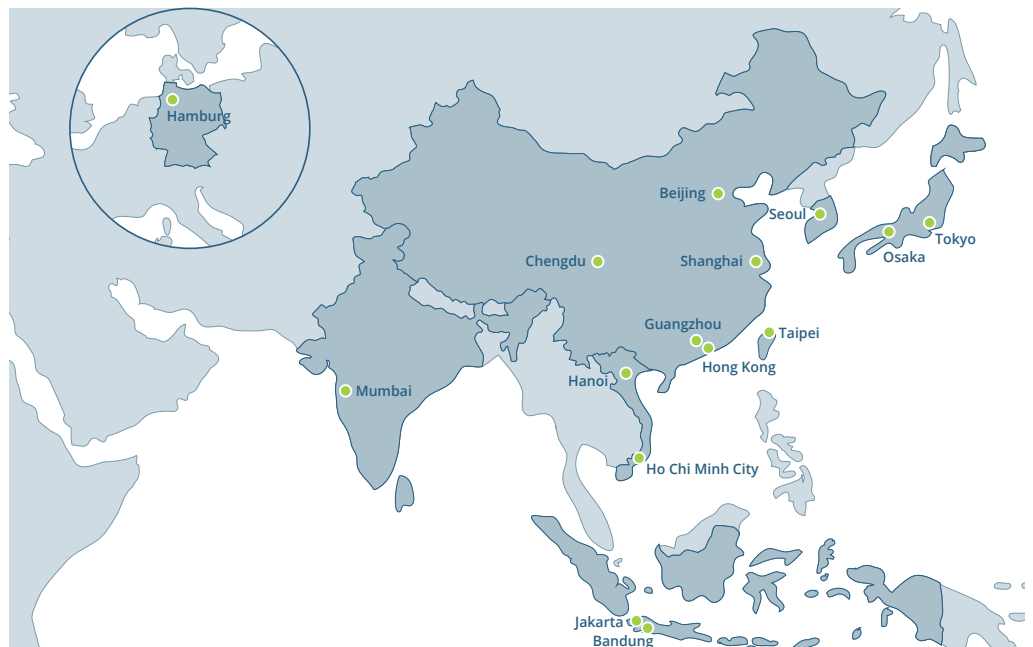 Hamburg
Beijing
Seoul
Tokyo
Osaka
Chengdu
Shanghai
Guangzhou
Taipei
Hong Kong
Hanoi
Mumbai
Ho Chi Minh City
Jakarta
Bandung